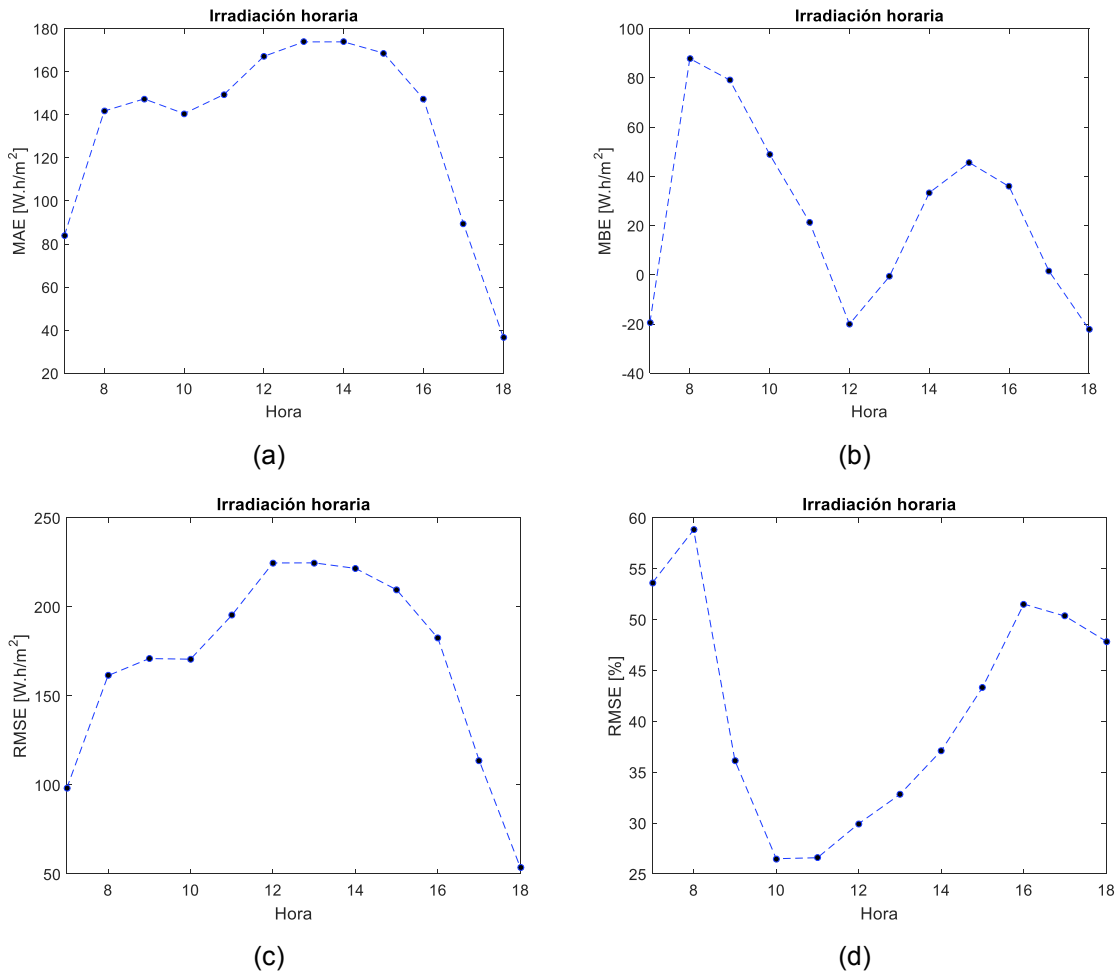 Irradiación horaria
MAE [W.h/m²]
180
160
140
120
100
80
60
40
20
8 10 12 14 16 18
Hora
(a)
Irradiación horaria
MBE [W.h/m²]
100
80
60
40
20
0
-20
-40
8 10 12 14 16 18
Hora
(b)
Irradiación horaria
RMSE [W.h/m²]
250
200
150
100
50
8 10 12 14 16 18
Hora
(c)
Irradiación horaria
RMSE [%]
60
55
50
45
40
35
30
25
8 10 12 14 16 18
Hora
(d)